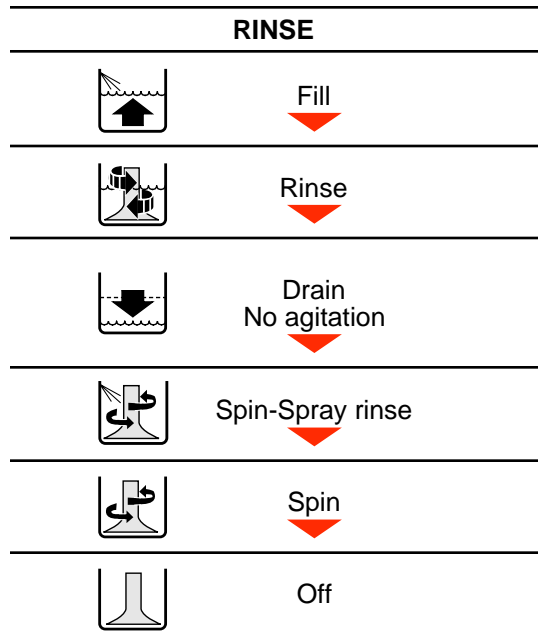 RINSE
Fill
Rinse
Drain
No agitation
Spin-Spray rinse
Spin
Off